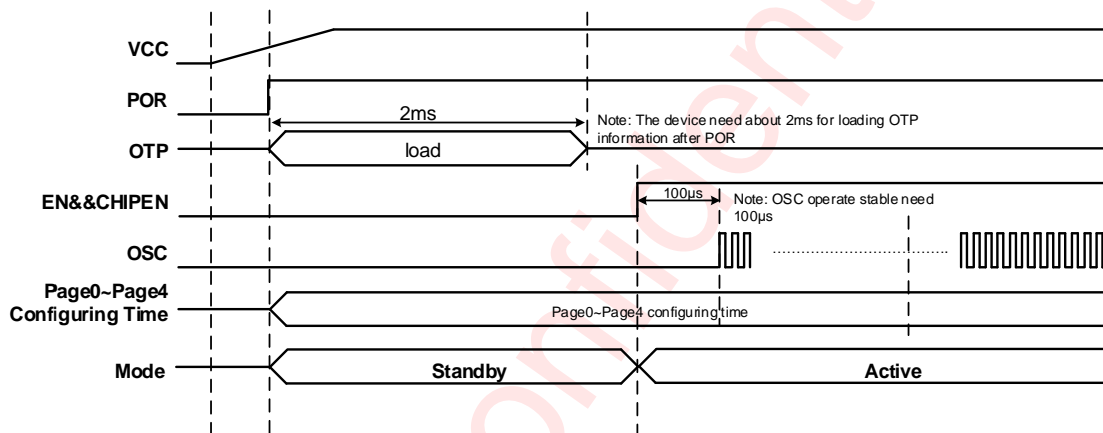 VCC
POR
2ms
Note: The device need about 2ms for loading OTP
information after POR
OTP
load
EN&&CHIPEN
100μs
Note: OSC operate stable need
100μs
OSC
Page0~Page4
Configuring Time
Page0~Page4 configuring time
Mode
Standby
Active
onfident